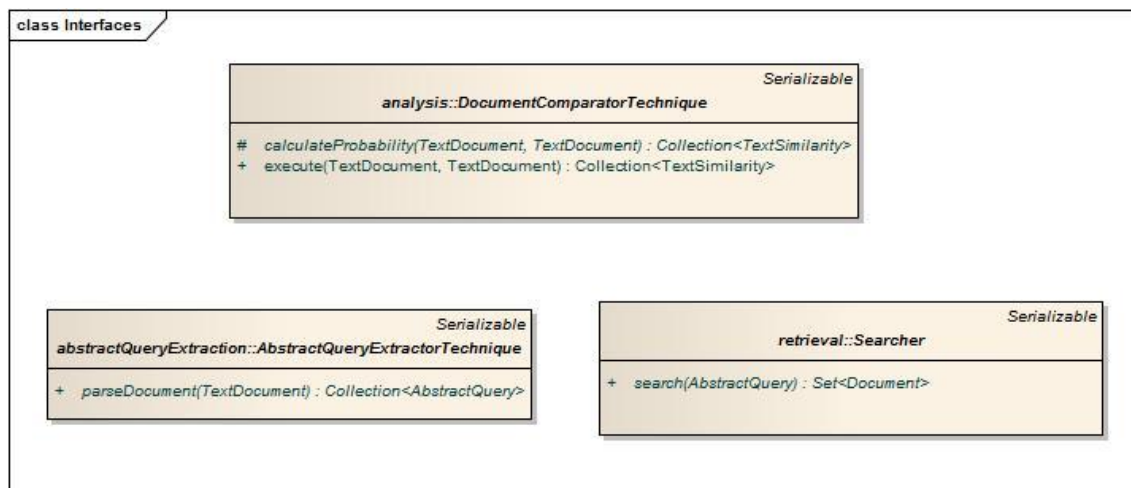 class Interfaces
Serializable
analysis::DocumentComparatorTechnique
# calculateProbability(TextDocument, TextDocument) : Collection<TextSimilarity>
+ execute(TextDocument, TextDocument) : Collection<TextSimilarity>
Serializable
abstractQueryExtraction::AbstractQueryExtractorTechnique
+ parseDocument(TextDocument) : Collection<AbstractQuery>
Serializable
retrieval::Searcher
+ search(AbstractQuery) : Set<Document>